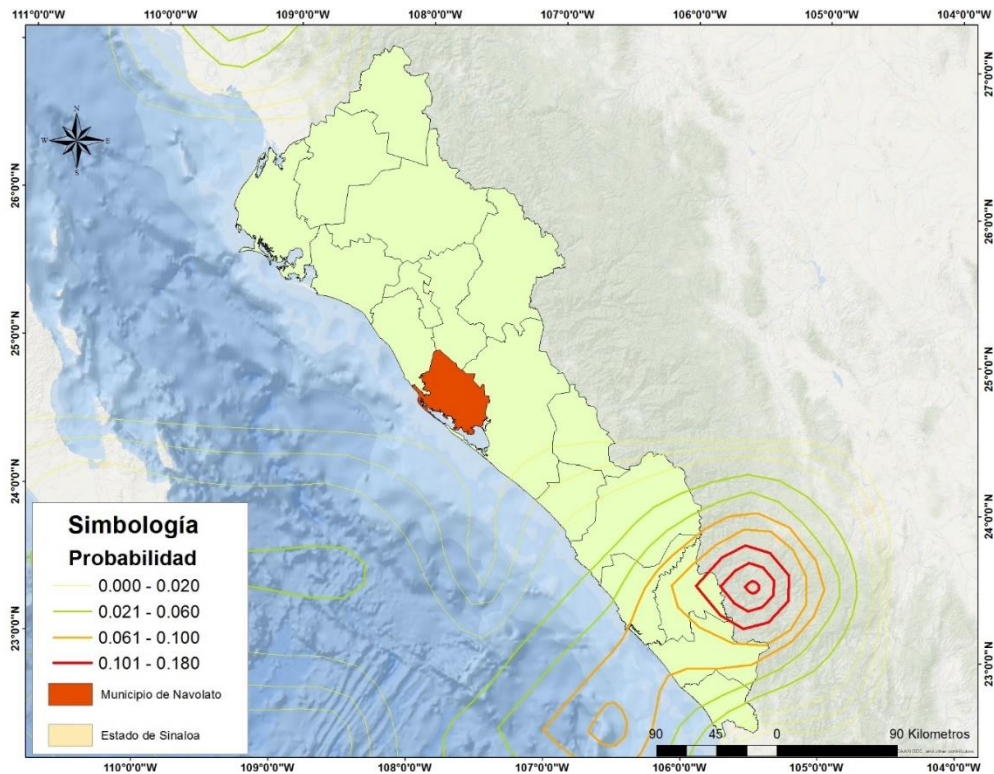 111°0'0"W 110°0'0"W 109°0'0"W 108°0'0"W 107°0'0"W 106°0'0"W 105°0'0"W 104°0'0"W
27°0'0"N
26°0'0"N 26°0'0"N
25°0'0"N 25°0'0"N
24°0'0"N 24°0'0"N
23°0'0"N 23°0'0"N
N
W E
S
Simbología
Probabilidad
0.000 - 0.020
0.021 - 0.060
0.061 - 0.100
0.101 - 0.180
Municipio de Navolato
Estado de Sinaloa
90 45 0 90 Kilometros
and other contributors
110°0'0"W 109°0'0"W 108°0'0"W 107°0'0"W 106°0'0"W 105°0'0"W 104°0'0"W